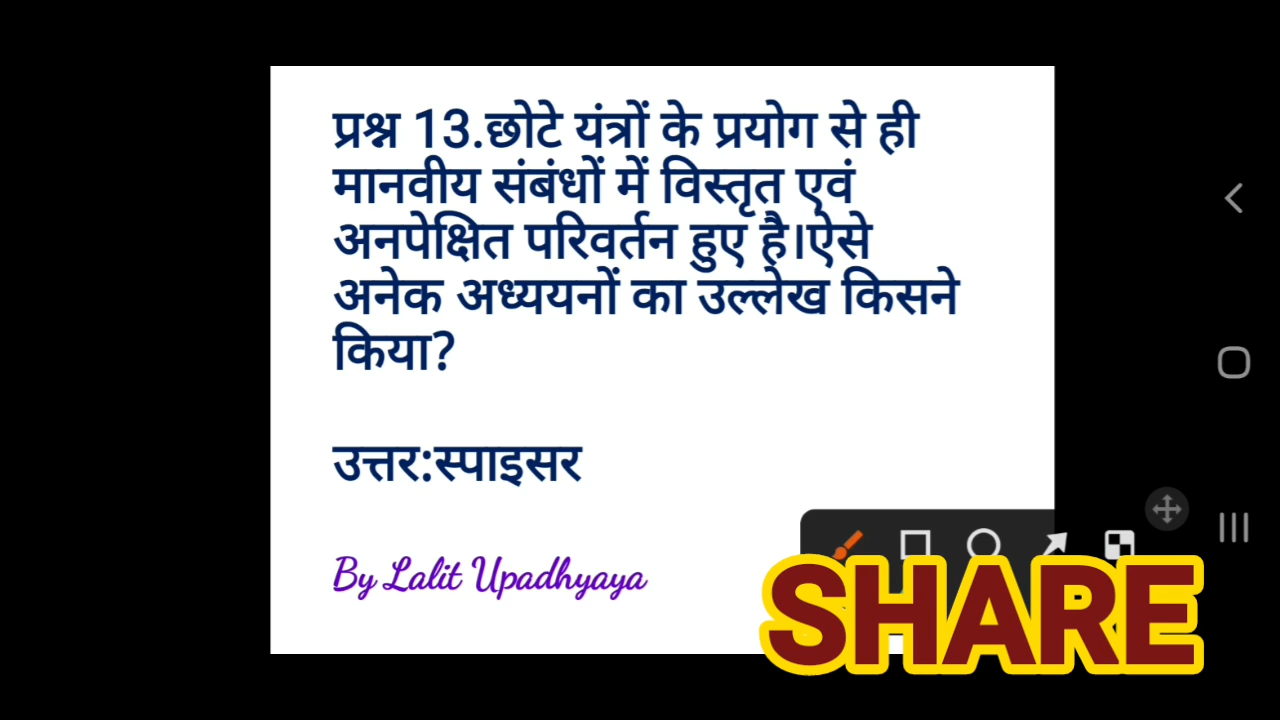 प्रश्न 13.छोटे यंत्रों के प्रयोग से ही
मानवीय संबंधों में विस्तृत एवं
अनपेक्षित परिवर्तन हुए है।ऐसे
अनेक अध्ययनों का उल्लेख किसने
किया?
उत्तर:स्पाइसर
By Lalit Upadhyaya
SHARE